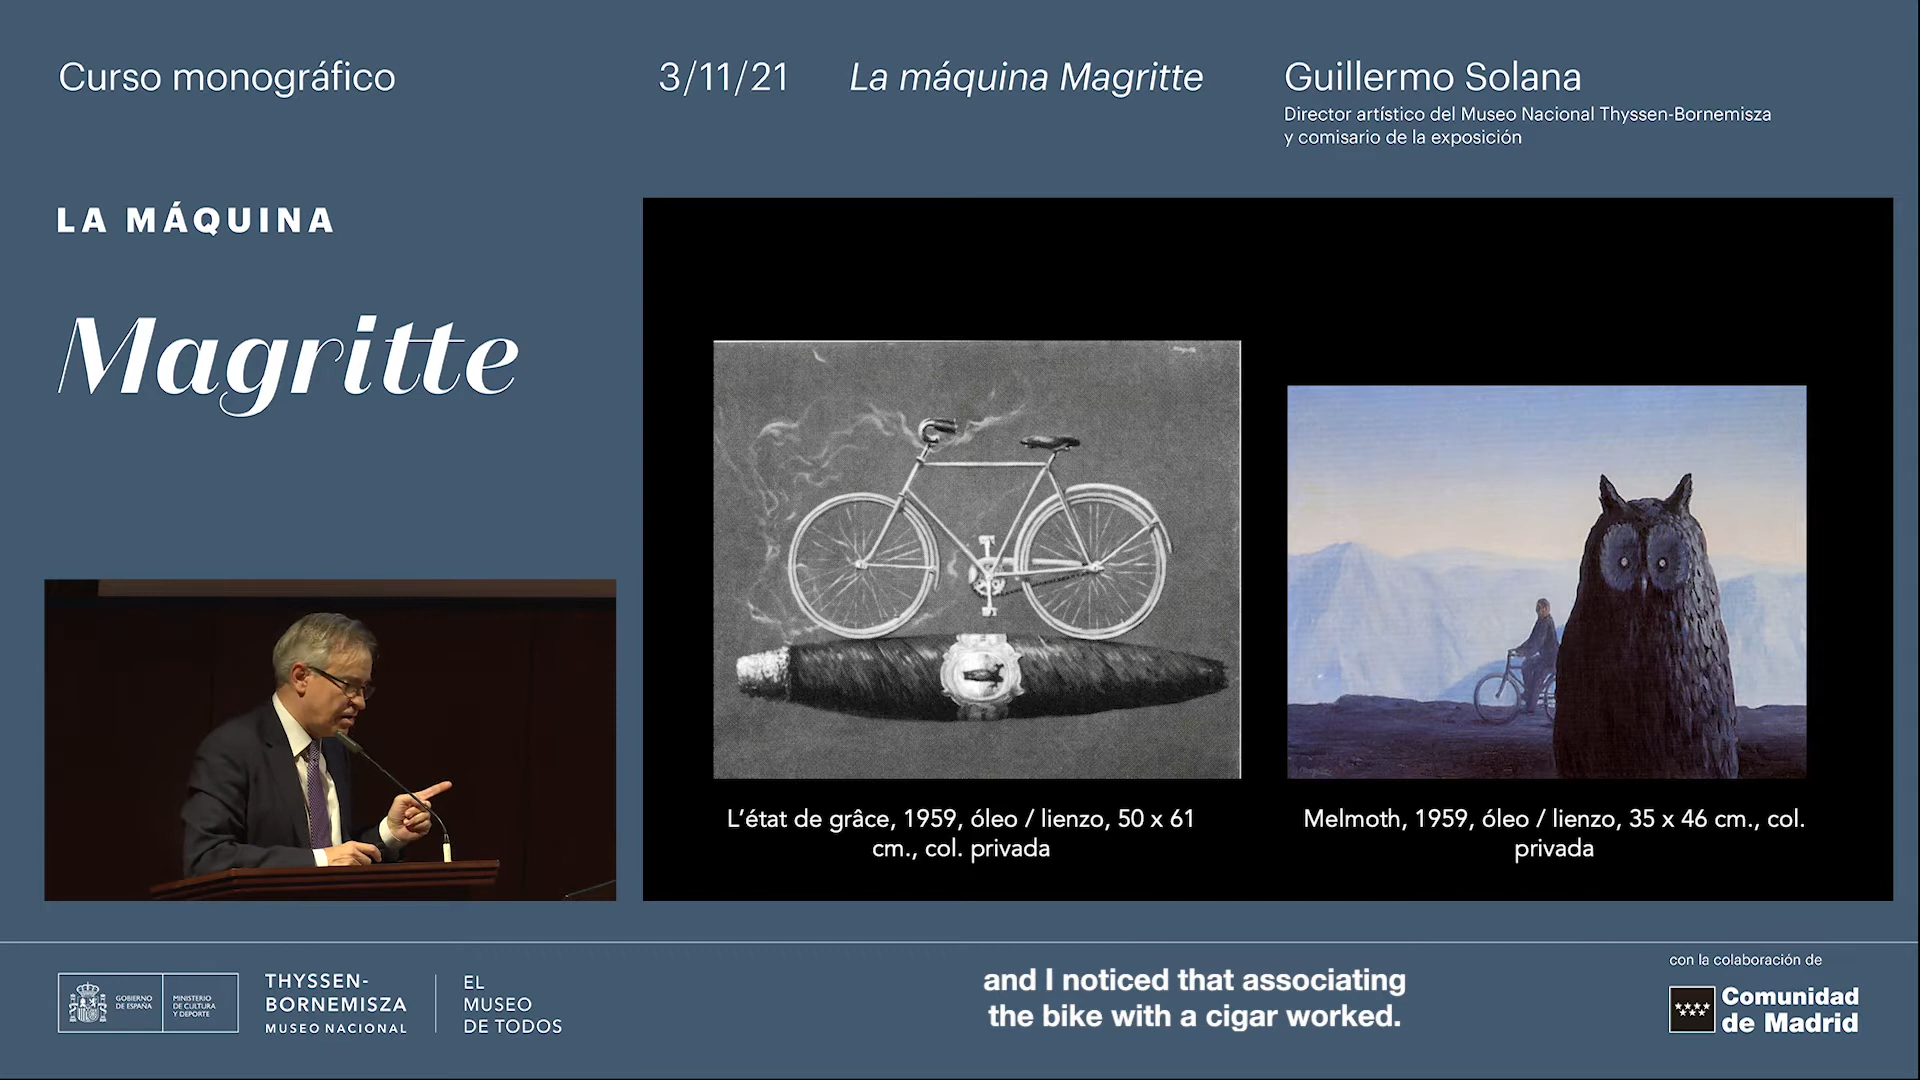 Curso monográfico
3/11/21
La máquina Magritte
Guillermo Solana
Director artístico del Museo Nacional Thyssen-Bornemisza
y comisario de la exposición
LA MÁQUINA
Magritte
L’état de grâce, 1959, óleo / lienzo, 50 x 61
cm., col. privada
Melmoth, 1959, óleo / lienzo, 35 x 46 cm., col.
privada
GOBIERNO
DE ESPAÑA
MINISTERIO
DE CULTURA
Y DEPORTE
THYSSEN-
BORNEMISZA
MUSEO NACIONAL
EL
MUSEO
DE TODOS
and I noticed that associating
the bike with a cigar worked.
con la colaboración de
Comunidad
de Madrid